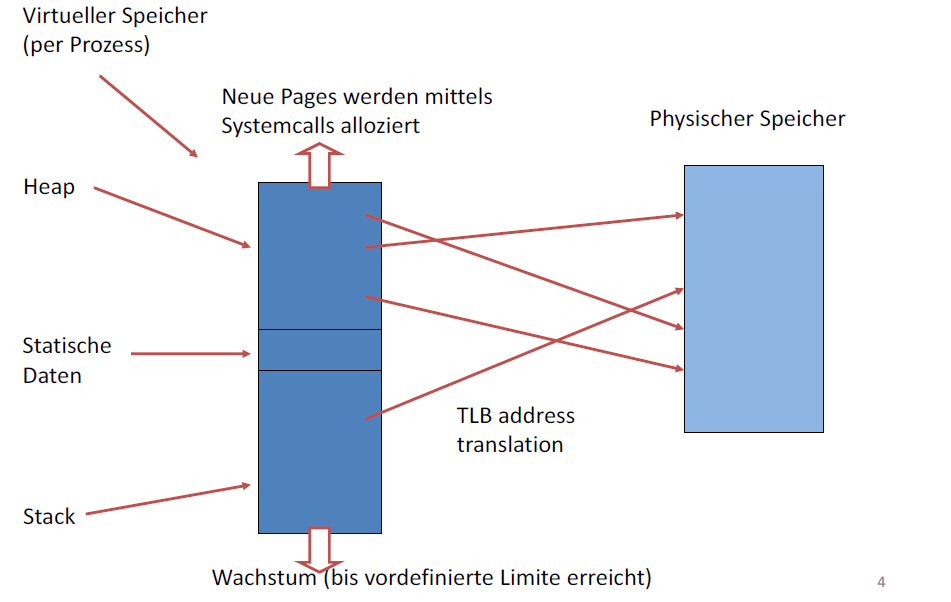 Virtueller Speicher
(per Prozess)
Neue Pages werden mittels
Systemcalls alloziert
Physischer Speicher
Heap
Statische
Daten
TLB address
translation
Stack
Wachstum (bis vordefinierte Limite erreicht)
4